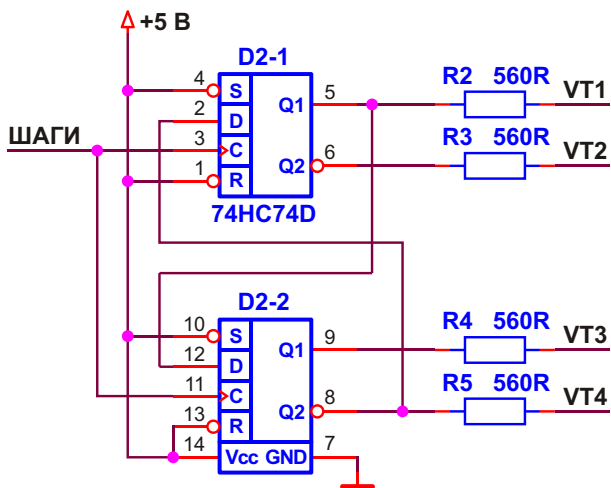 +5 В
D2-1
4 S Q1 5 R2 560R VT1
2 D
ШАГИ 3 C Q2 6 R3 560R VT2
1 R
74HC74D
D2-2
10 S Q1 9 R4 560R VT3
12 D
11 C Q2 8 R5 560R VT4
13 R
14 Vcc GND 7